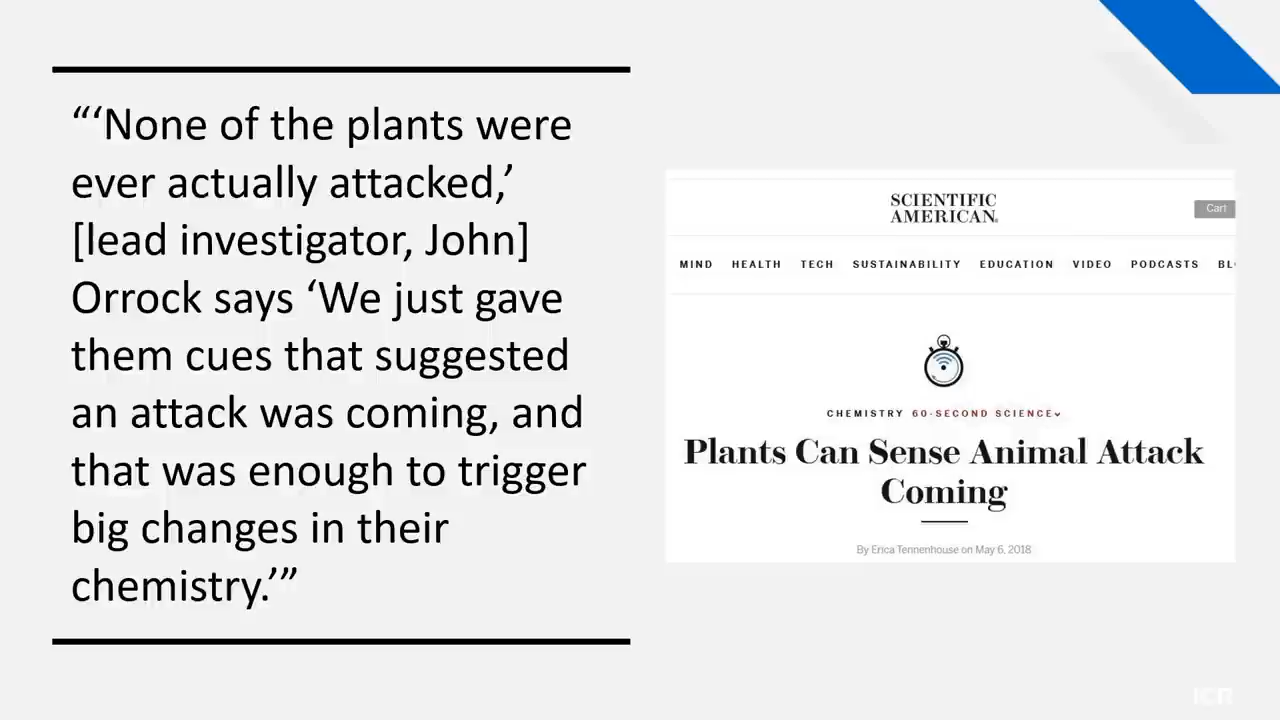 “‘None of the plants were
ever actually attacked,’
[lead investigator, John]
Orrock says ‘We just gave
them cues that suggested
an attack was coming, and
that was enough to trigger
big changes in their
chemistry.’”
SCIENTIFIC
AMERICAN®
Cart
MIND HEALTH TECH SUSTAINABILITY EDUCATION VIDEO PODCASTS
CHEMISTRY 60-SECOND SCIENCE
Plants Can Sense Animal Attack
Coming
By Erica Tennenhouse on May 6, 2018
ICR